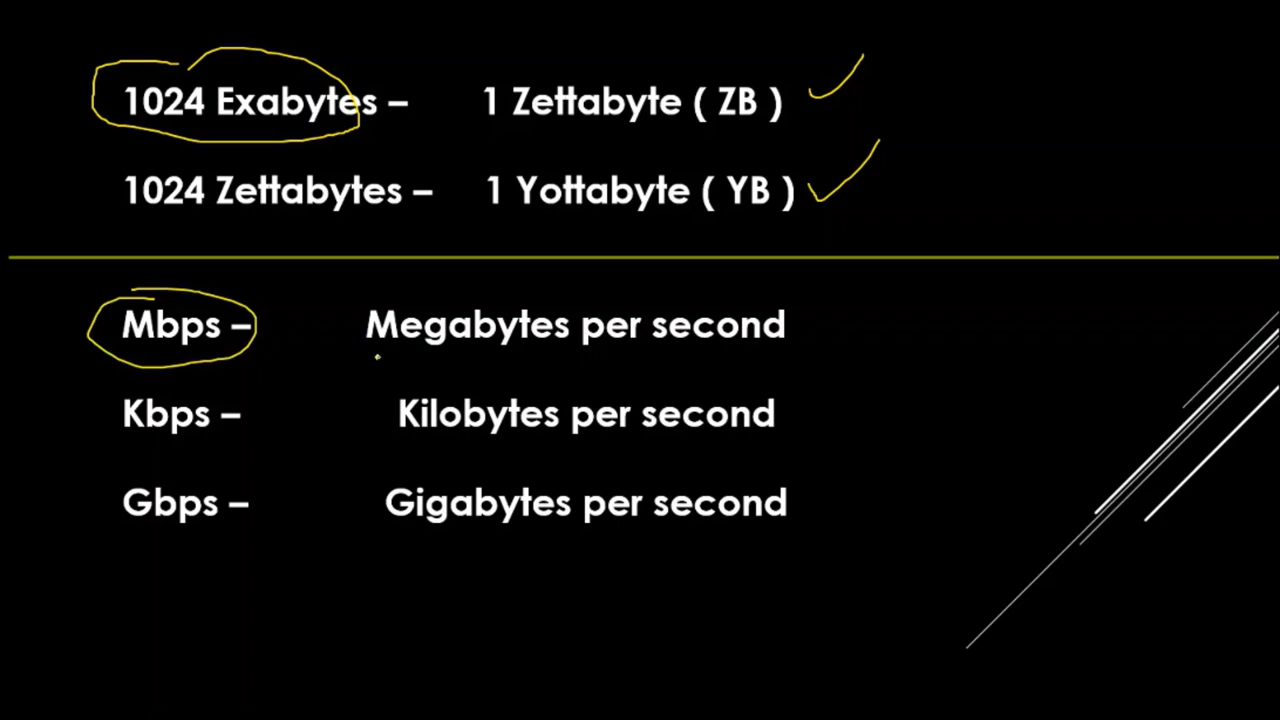 1024 Exabytes – 1 Zettabyte ( ZB )
1024 Zettabytes – 1 Yottabyte ( YB )
Mbps – Megabytes per second
Kbps – Kilobytes per second
Gbps – Gigabytes per second